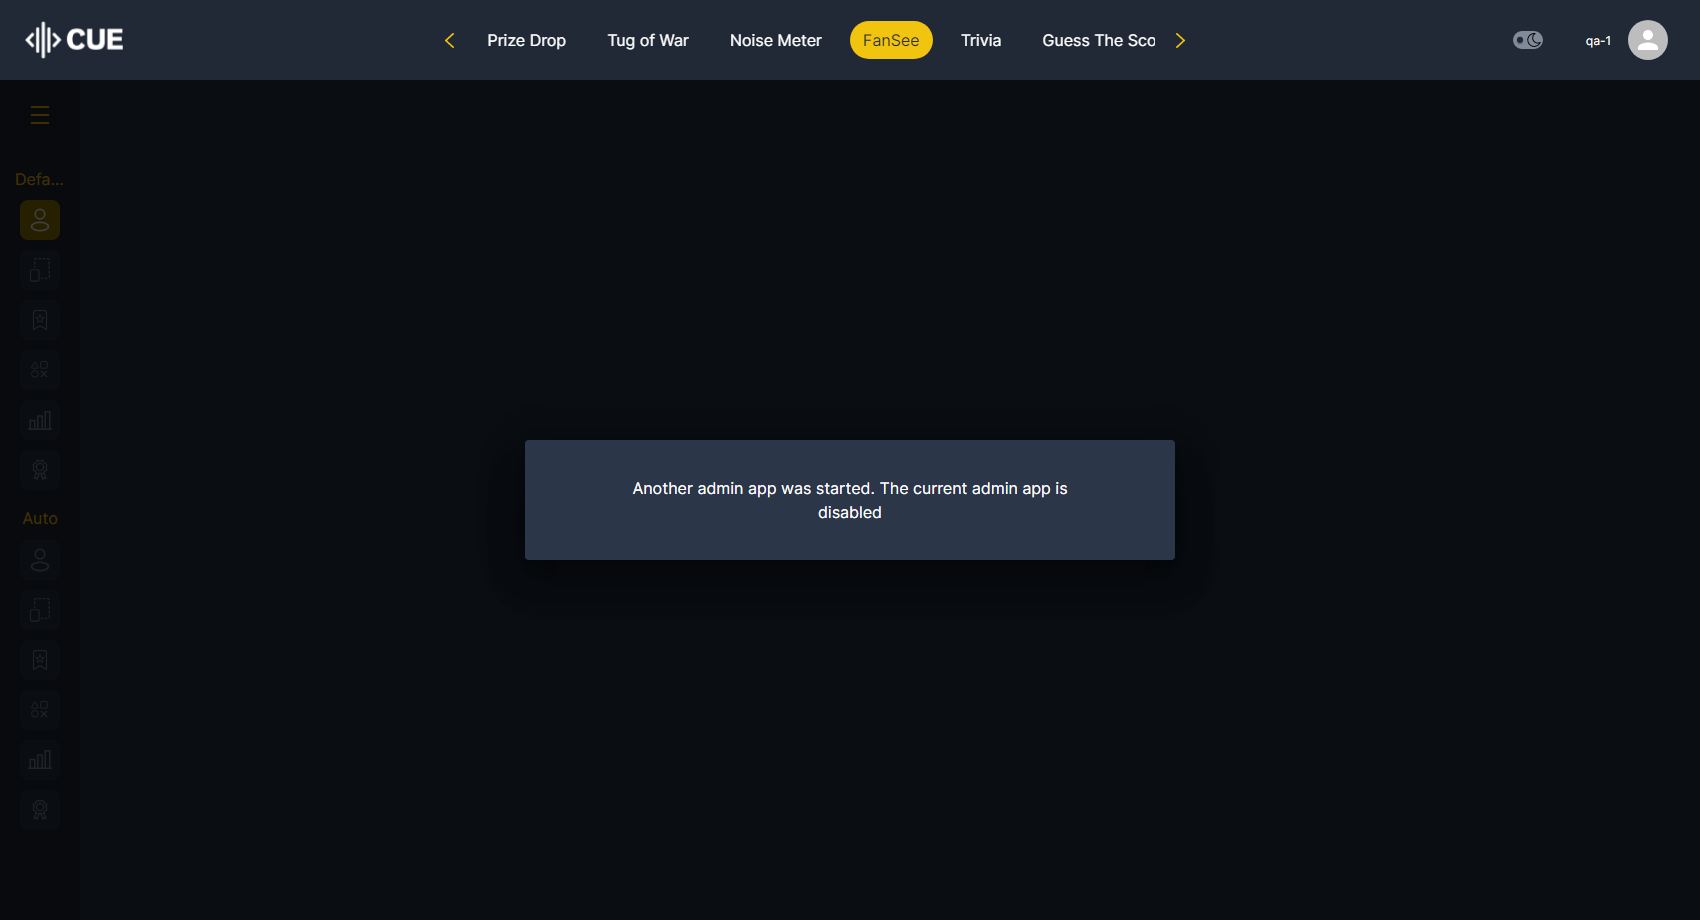 CUE
Prize Drop
Tug of War
Noise Meter
FanSee
Trivia
Guess The Sco
qa-1
Defa...
Auto
Another admin app was started. The current admin app is
disabled